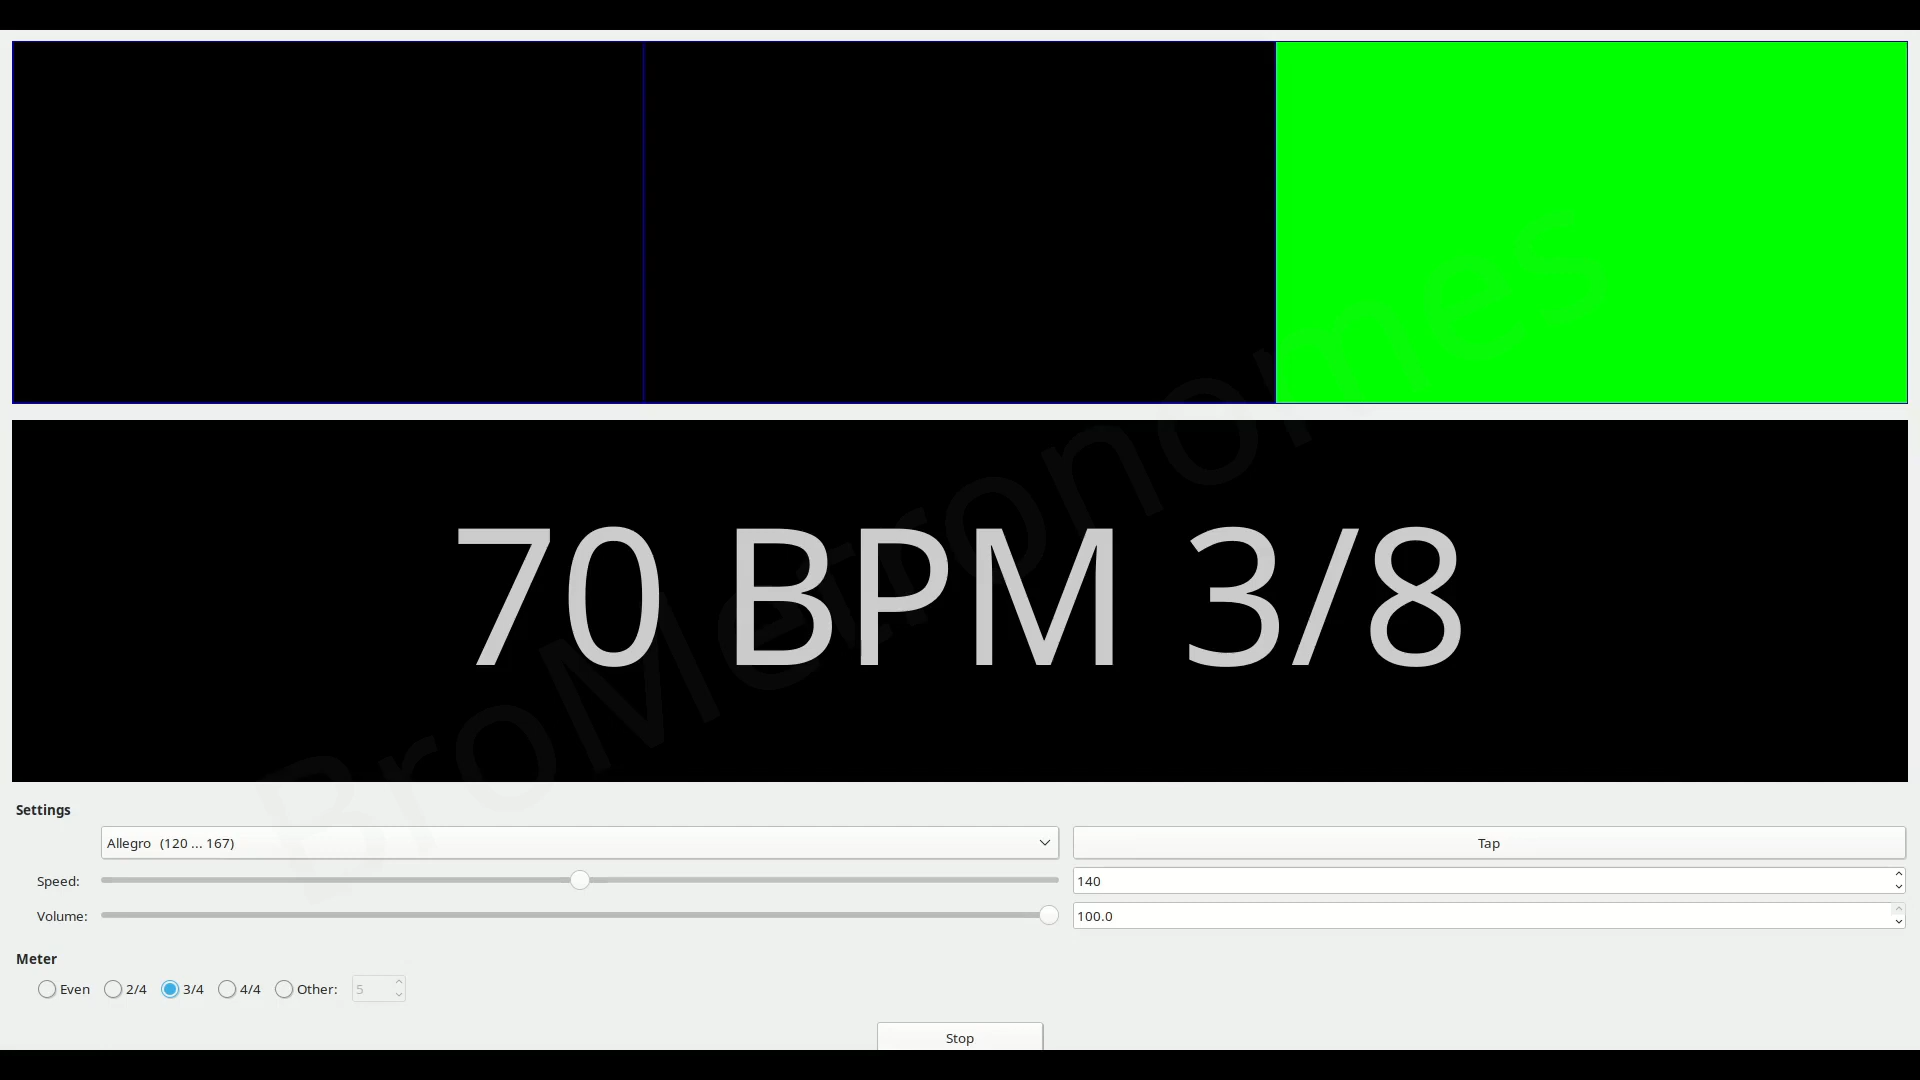 70 BPM 3/8
BroMetronomes
Settings
Allegro (120 ... 167)
Tap
Speed:
140
Volume:
100.0
Meter
Even 2/4 3/4 4/4 Other: 5
Stop